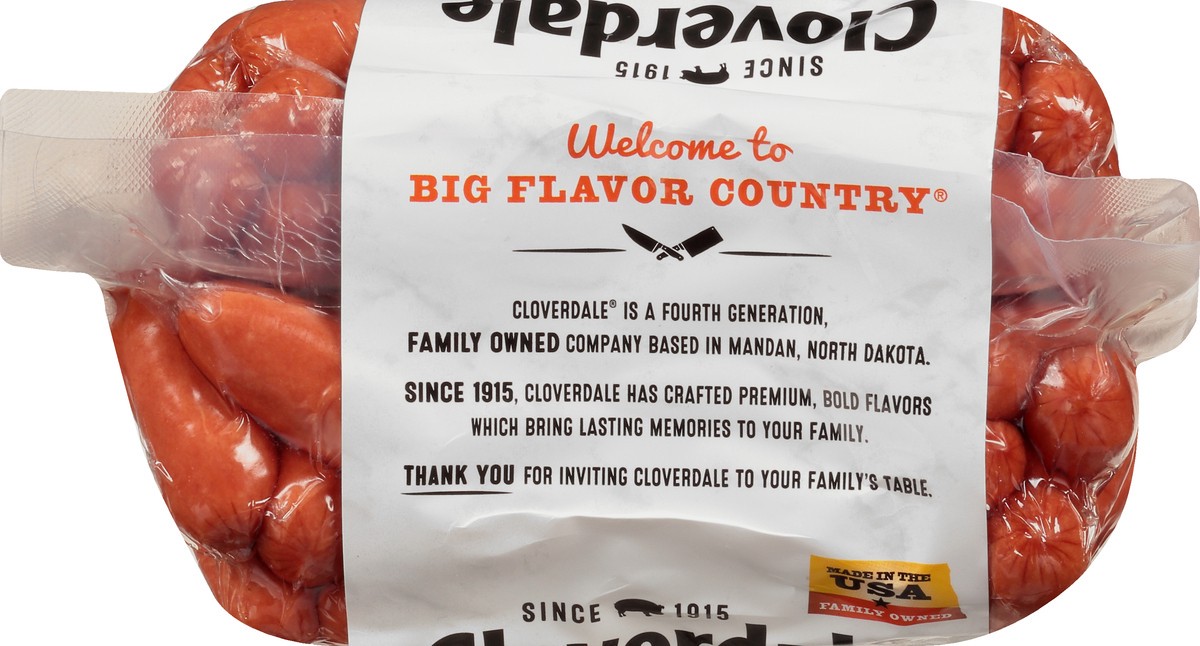 Cloverdale
SINCE 1915
Welcome to
BIG FLAVOR COUNTRY®
CLOVERDALE® IS A FOURTH GENERATION,
FAMILY OWNED COMPANY BASED IN MANDAN, NORTH DAKOTA.
SINCE 1915, CLOVERDALE HAS CRAFTED PREMIUM, BOLD FLAVORS
WHICH BRING LASTING MEMORIES TO YOUR FAMILY.
THANK YOU FOR INVITING CLOVERDALE TO YOUR FAMILY'S TABLE.
MADE IN THE
USA
FAMILY OWNED
SINCE 1915
Cloverdale